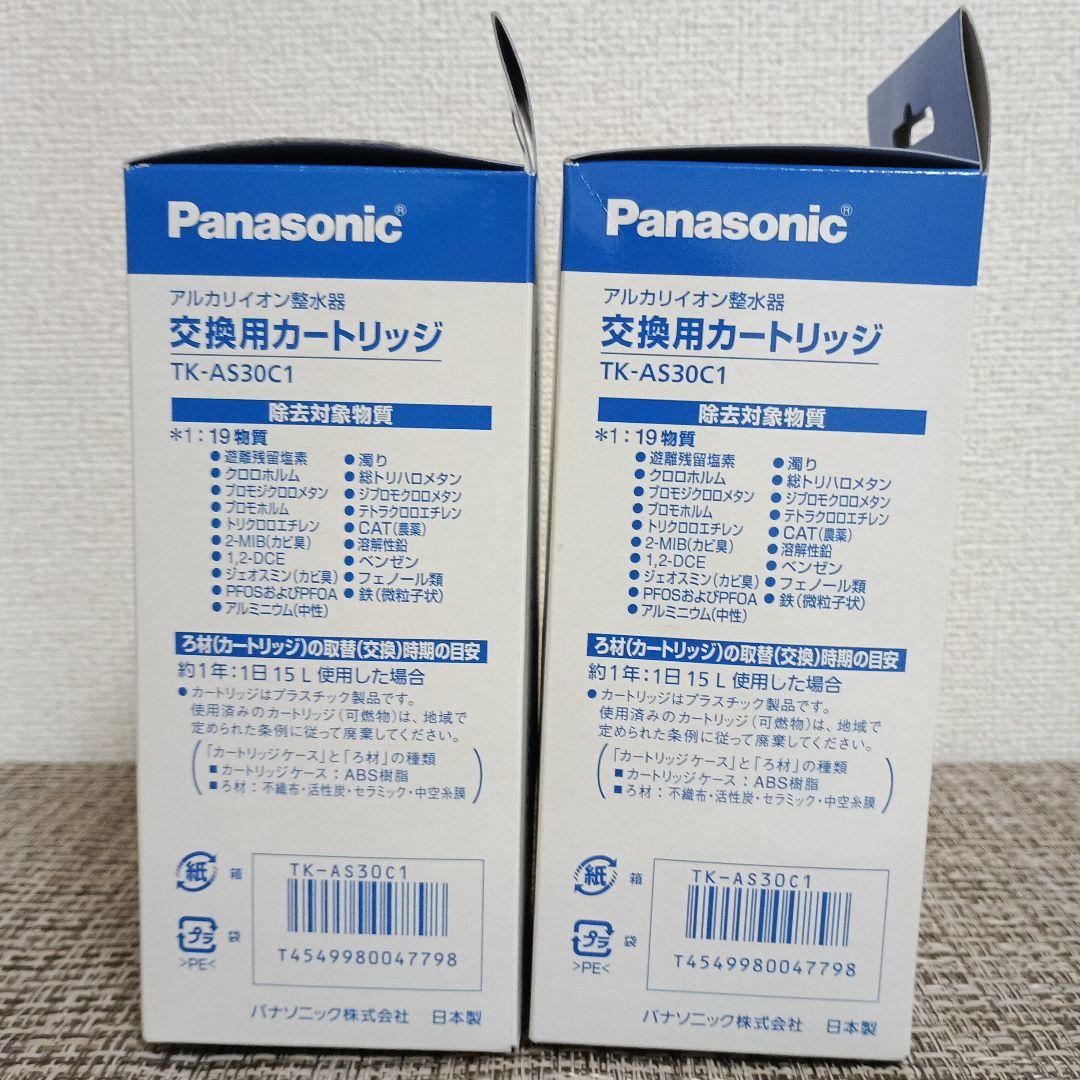 Panasonic®
アルカリイオン整水器
交換用カートリッジ
TK-AS30C1
除去対象物質
*1：19物質
●遊離残留塩素
●クロロホルム
●ブロモジクロロメタン
●ブロモホルム
●トリクロロエチレン
●2-MIB(カビ臭)
●1,2-DCE
●ジェオスミン(カビ臭)
●PFOSおよびPFOA
●アルミニウム(中性)
●濁り
●総トリハロメタン
●ジブロモクロロメタン
●テトラクロロエチレン
●CAT(農薬)
●溶解性鉛
●ベンゼン
●フェノール類
●鉄(微粒子状)
ろ材(カートリッジ)の取替(交換)時期の目安
約1年：1日15L使用した場合
●カートリッジはプラスチック製品です。
使用済みのカートリッジ(可燃物)は、地域で
定められた条例に従って廃棄してください。
「カートリッジケース」と「ろ材」の種類
■カートリッジケース：ABS樹脂
■ろ材：不織布・活性炭・セラミック・中空糸膜
紙 箱
プラ 袋
>PE<
TK-AS30C1
T4549980047798
パナソニック株式会社 日本製
Panasonic®
アルカリイオン整水器
交換用カートリッジ
TK-AS30C1
除去対象物質
*1：19物質
●遊離残留塩素
●クロロホルム
●ブロモジクロロメタン
●ブロモホルム
●トリクロロエチレン
●2-MIB(カビ臭)
●1,2-DCE
●ジェオスミン(カビ臭)
●PFOSおよびPFOA
●アルミニウム(中性)
●濁り
●総トリハロメタン
●ジブロモクロロメタン
●テトラクロロエチレン
●CAT(農薬)
●溶解性鉛
●ベンゼン
●フェノール類
●鉄(微粒子状)
ろ材(カートリッジ)の取替(交換)時期の目安
約1年：1日15L使用した場合
●カートリッジはプラスチック製品です。
使用済みのカートリッジ(可燃物)は、地域で
定められた条例に従って廃棄してください。
「カートリッジケース」と「ろ材」の種類
■カートリッジケース：ABS樹脂
■ろ材：不織布・活性炭・セラミック・中空糸膜
紙 箱
プラ 袋
>PE<
TK-AS30C1
T4549980047798
パナソニック株式会社 日本製